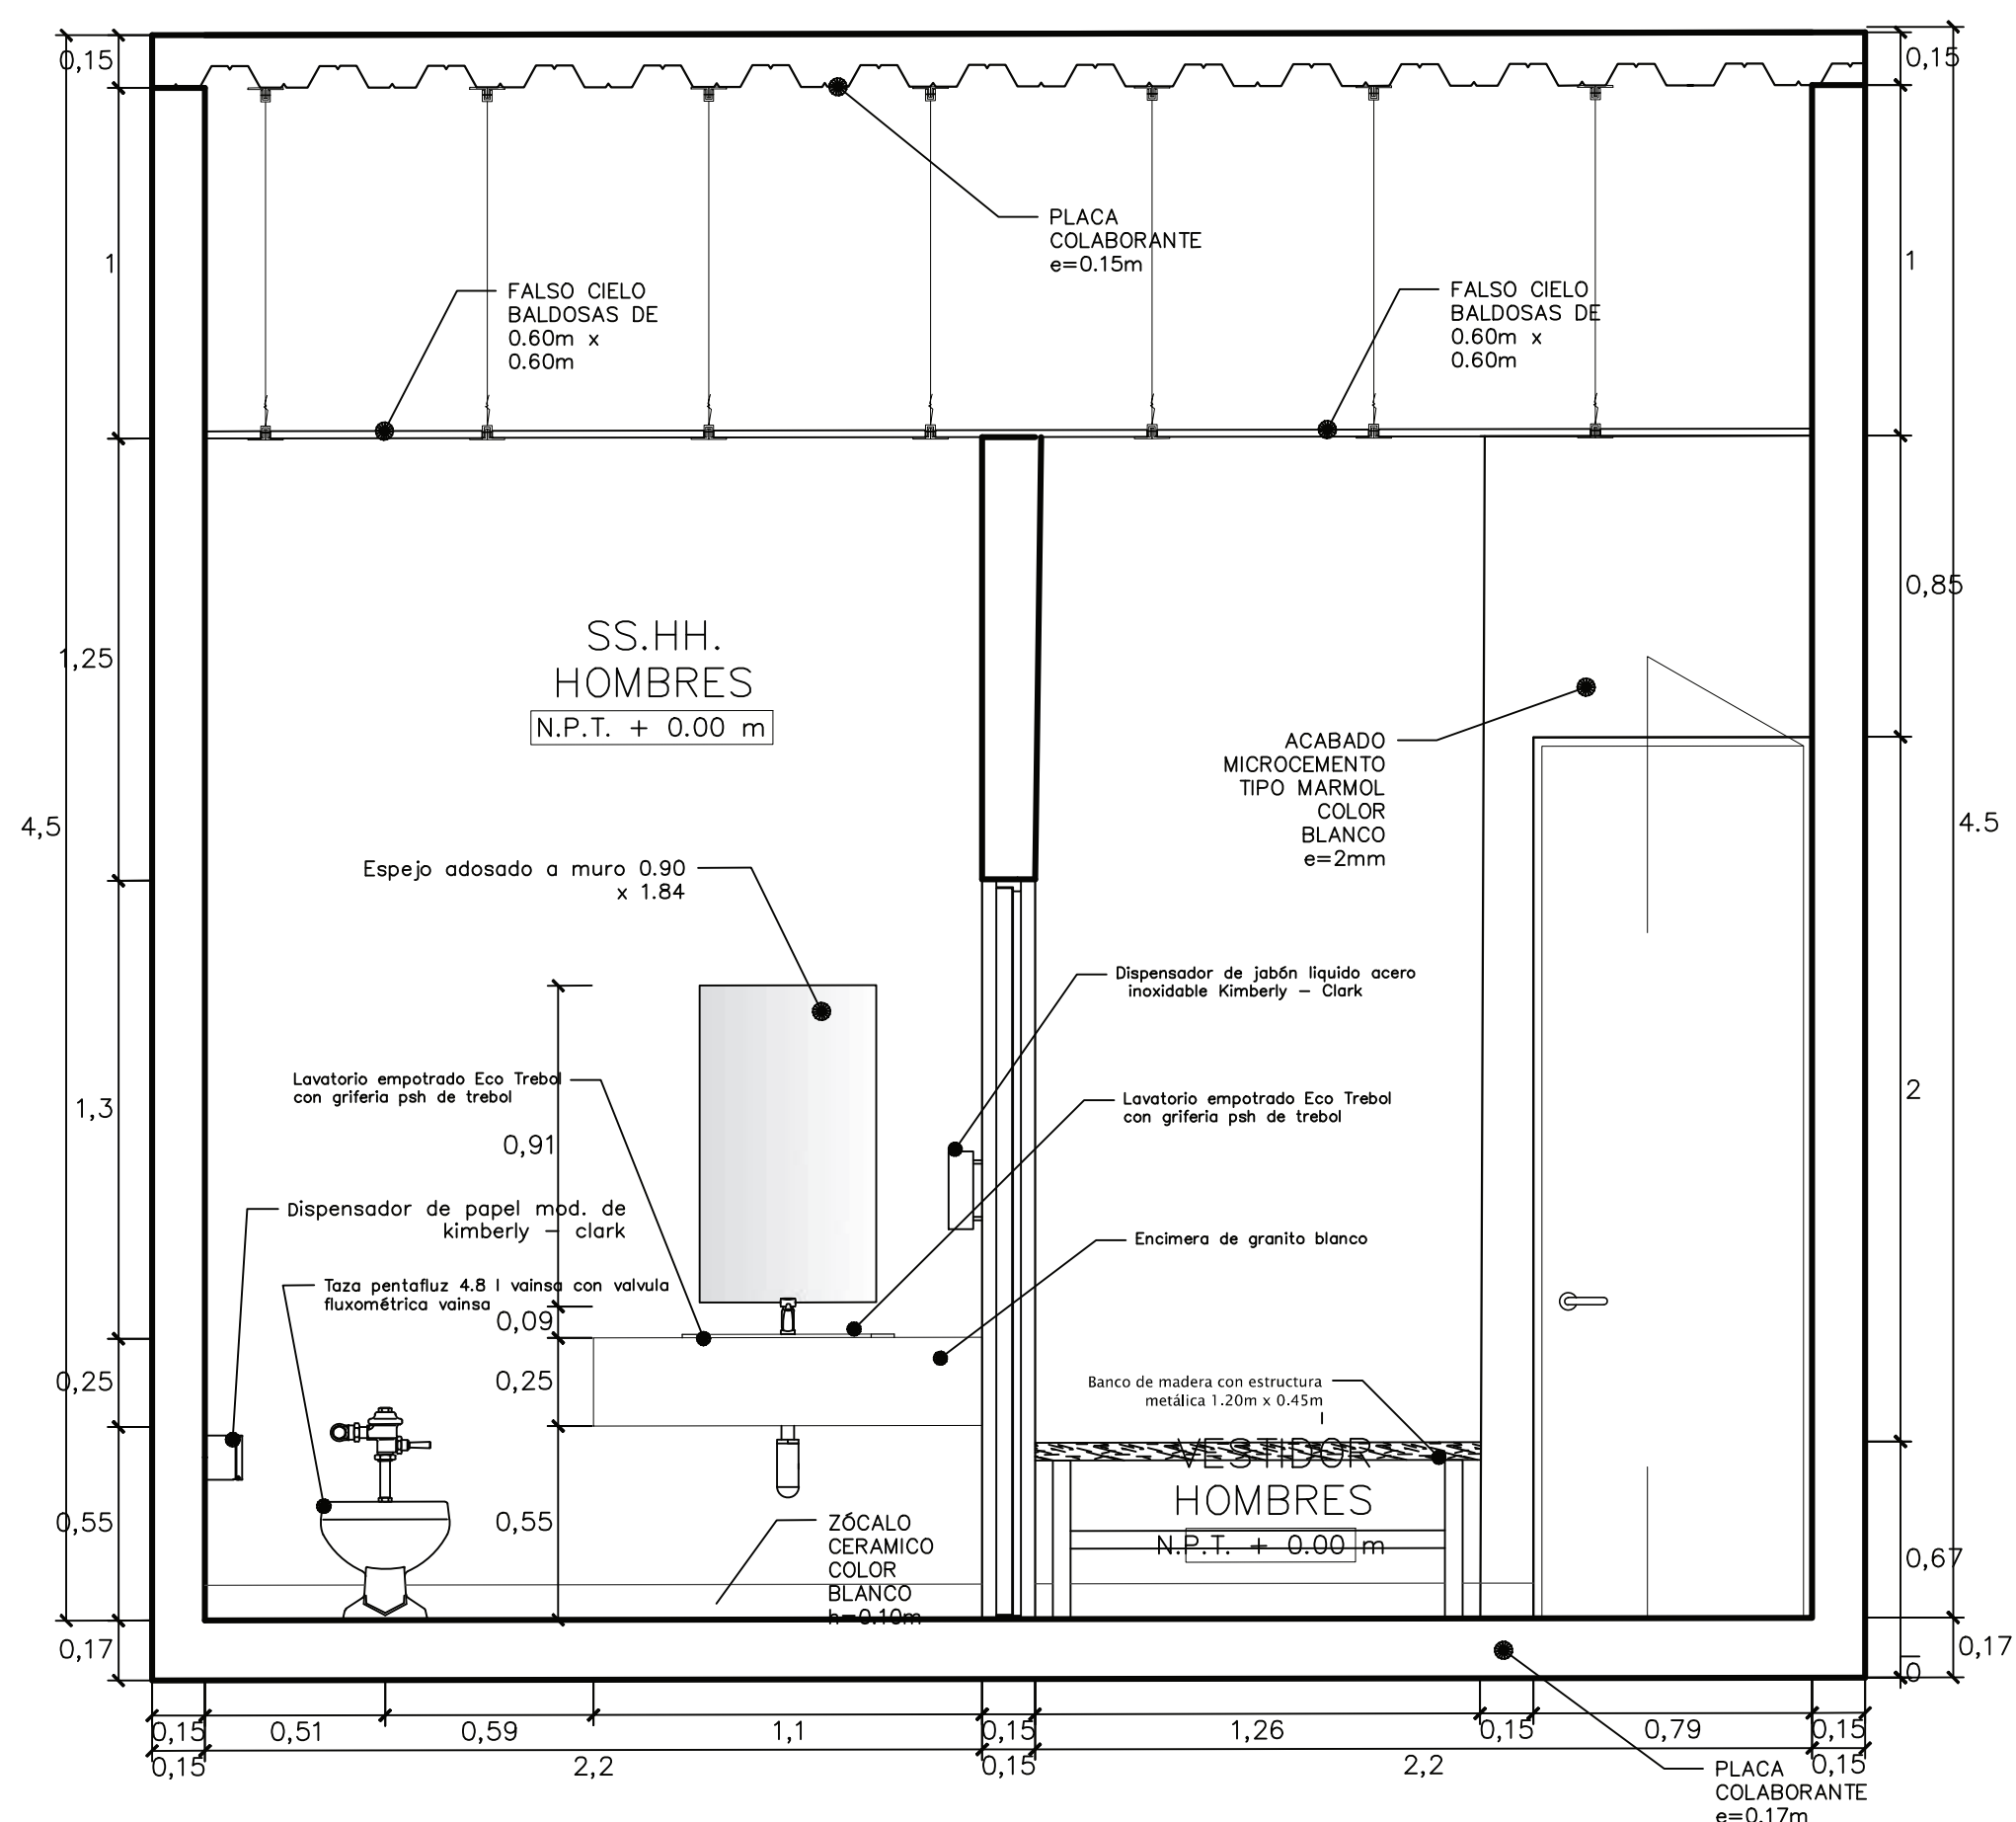 0,15
0,15
PLACA
COLABORANTE
e=0.15m
1
1
FALSO CIELO
BALDOSAS DE
0.60m x
0.60m
FALSO CIELO
BALDOSAS DE
0.60m x
0.60m
0,85
1,25
SS.HH.
HOMBRES
N.P.T. + 0.00 m
ACABADO
MICROCEMENTO
TIPO MARMOL
COLOR
BLANCO
e=2mm
4,5
4.5
Espejo adosado a muro 0.90
x 1.84
Dispensador de jabón liquido acero
inoxidable Kimberly – Clark
Lavatorio empotrado Eco Trebol
con griferia psh de trebol
Lavatorio empotrado Eco Trebol
con griferia psh de trebol
1,3
2
0,91
Dispensador de papel mod. de
kimberly – clark
Encimera de granito blanco
Taza pentafluz 4.8 l vainsa con valvula
fluxométrica vainsa
0,09
0,25
0,25
Banco de madera con estructura
metálica 1.20m x 0.45m
VESTIDOR
HOMBRES
N.P.T. + 0.00 m
0,55
0,55
ZÓCALO
CERAMICO
COLOR
BLANCO
h=0.10m
0,67
0,17
0,17
0
0,15
0,51
0,59
1,1
0,15
1,26
0,15
0,79
0,15
0,15
2,2
0,15
2,2
0,15
PLACA
COLABORANTE
e=0.17m